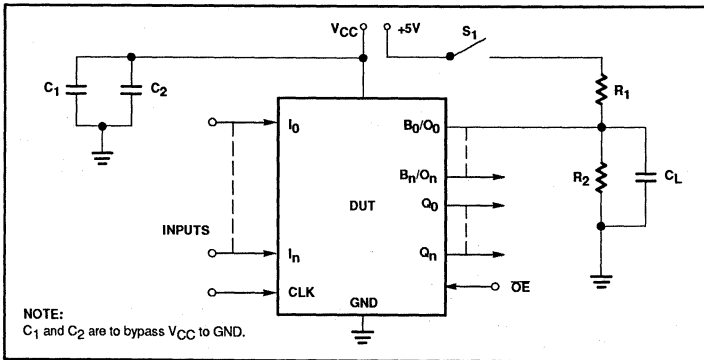 VCC +5V S1
C1 C2
R1
I0 B0/O0
Bn/On
R2 CL
DUT Q0
INPUTS
In Qn
CLK OE
GND
NOTE:
C1 and C2 are to bypass VCC to GND.